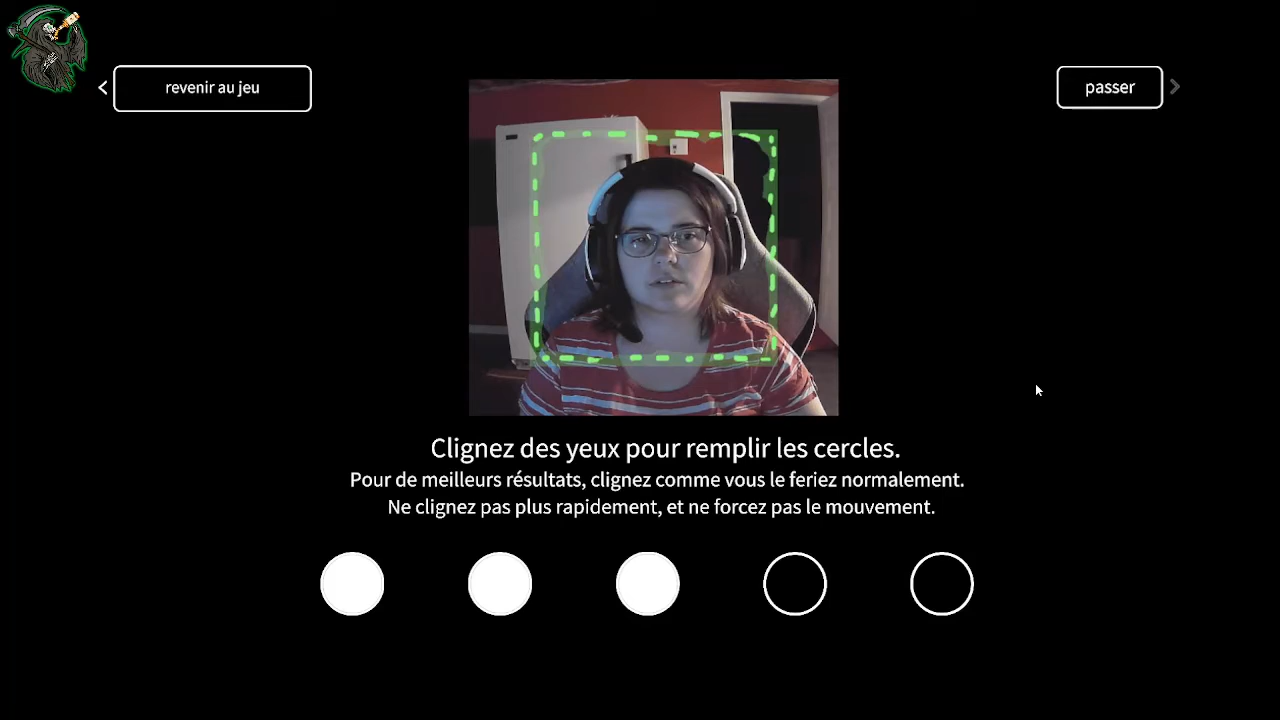 revenir au jeu
passer
Clignez des yeux pour remplir les cercles.
Pour de meilleurs résultats, clignez comme vous le feriez normalement.
Ne clignez pas plus rapidement, et ne forcez pas le mouvement.